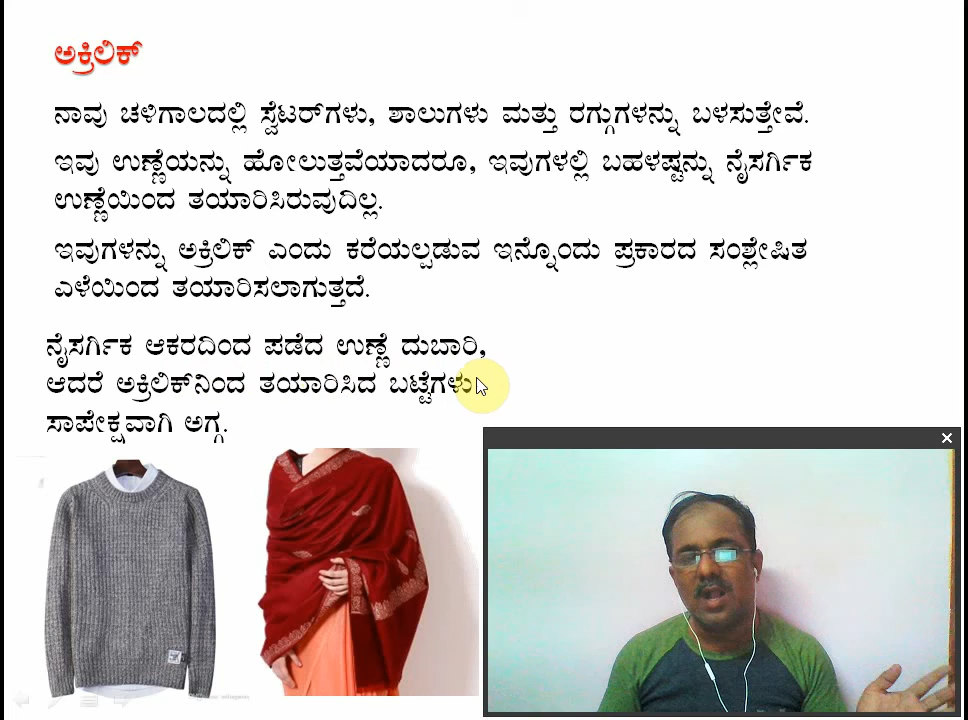 ಅಕ್ರಿಲಿಕ್
ನಾವು ಚಳಿಗಾಲದಲ್ಲಿ ಸ್ವೆಟರ್‌ಗಳು, ಶಾಲುಗಳು ಮತ್ತು ರಗ್ಗುಗಳನ್ನು ಬಳಸುತ್ತೇವೆ.
ಇವು ಉಣ್ಣೆಯನ್ನು ಹೋಲುತ್ತವೆಯಾದರೂ, ಇವುಗಳಲ್ಲಿ ಬಹಳಷ್ಟನ್ನು ನೈಸರ್ಗಿಕ
ಉಣ್ಣೆಯಿಂದ ತಯಾರಿಸಿರುವುದಿಲ್ಲ.
ಇವುಗಳನ್ನು ಅಕ್ರಿಲಿಕ್ ಎಂದು ಕರೆಯಲ್ಪಡುವ ಇನ್ನೊಂದು ಪ್ರಕಾರದ ಸಂಶ್ಲೇಷಿತ
ಎಳೆಯಿಂದ ತಯಾರಿಸಲಾಗುತ್ತದೆ.
ನೈಸರ್ಗಿಕ ಆಕರದಿಂದ ಪಡೆದ ಉಣ್ಣೆ ದುಬಾರಿ,
ಆದರೆ ಅಕ್ರಿಲಿಕ್‌ನಿಂದ ತಯಾರಿಸಿದ ಬಟ್ಟೆಗಳು
ಸಾಪೇಕ್ಷವಾಗಿ ಅಗ್ಗ.